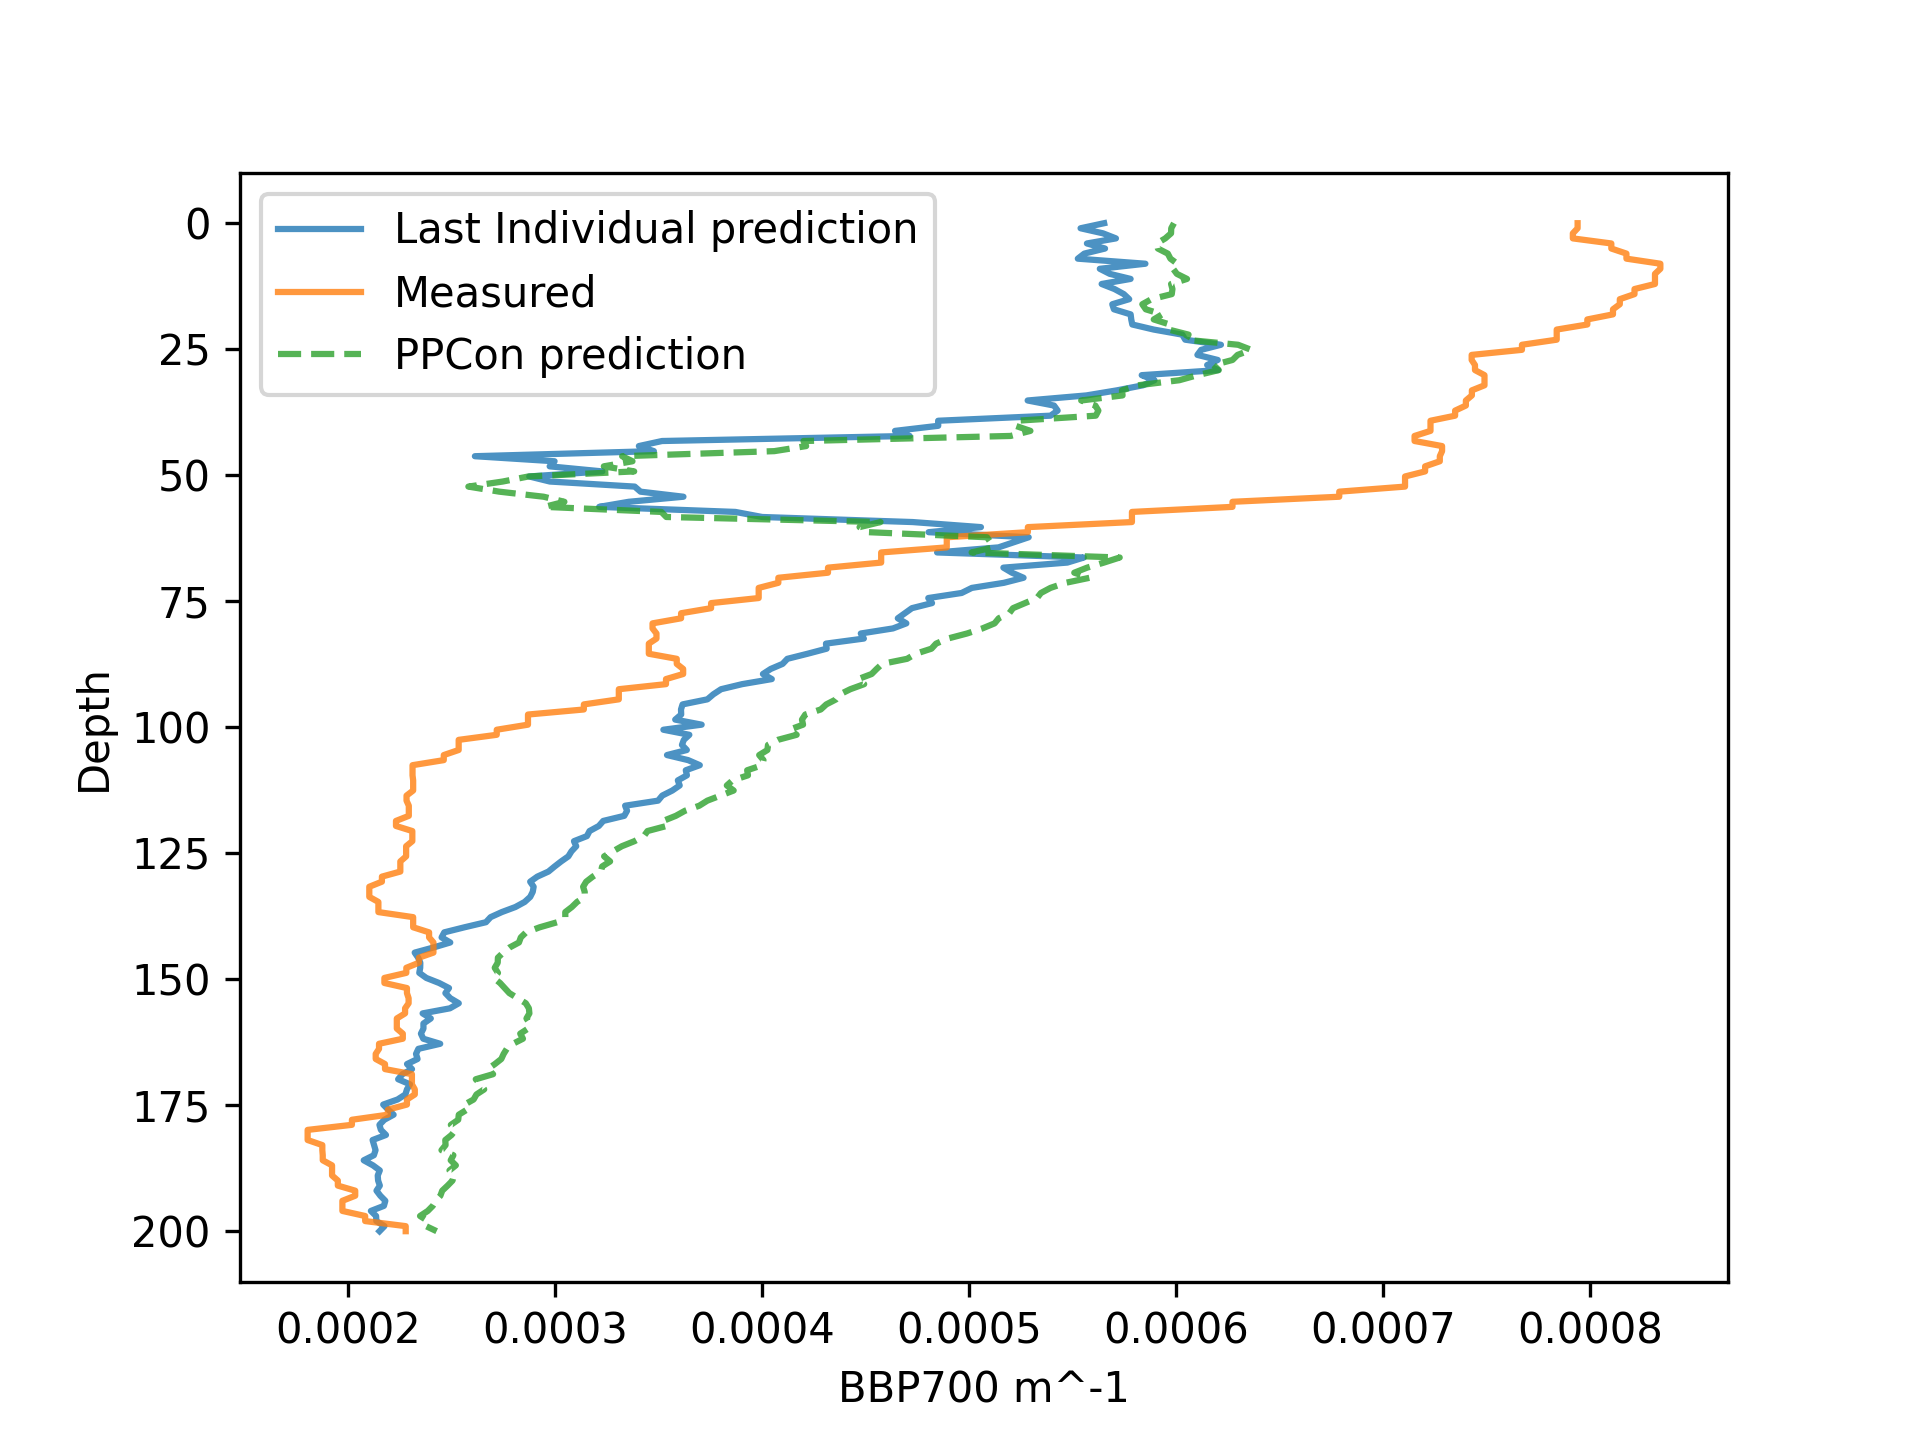 Last Individual prediction
Measured
PPCon prediction
0
25
50
75
100
125
150
175
200
Depth
0.0002 0.0003 0.0004 0.0005 0.0006 0.0007 0.0008
BBP700 m^-1